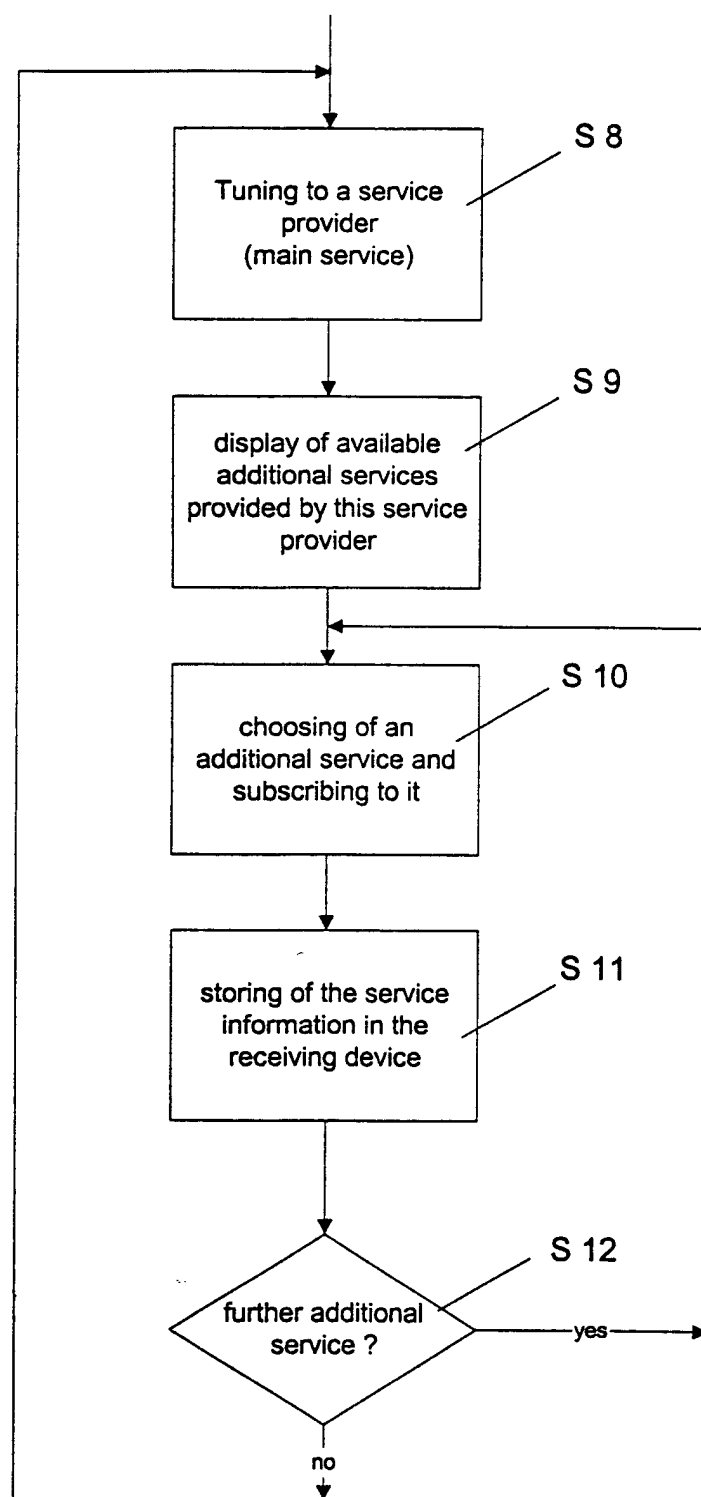 S 8
Tuning to a service
provider
(main service)
S 9
display of available
additional services
provided by this service
provider
S 10
choosing of an
additional service and
subscribing to it
S 11
storing of the service
information in the
receiving device
S 12
further additional
service ?
yes
no